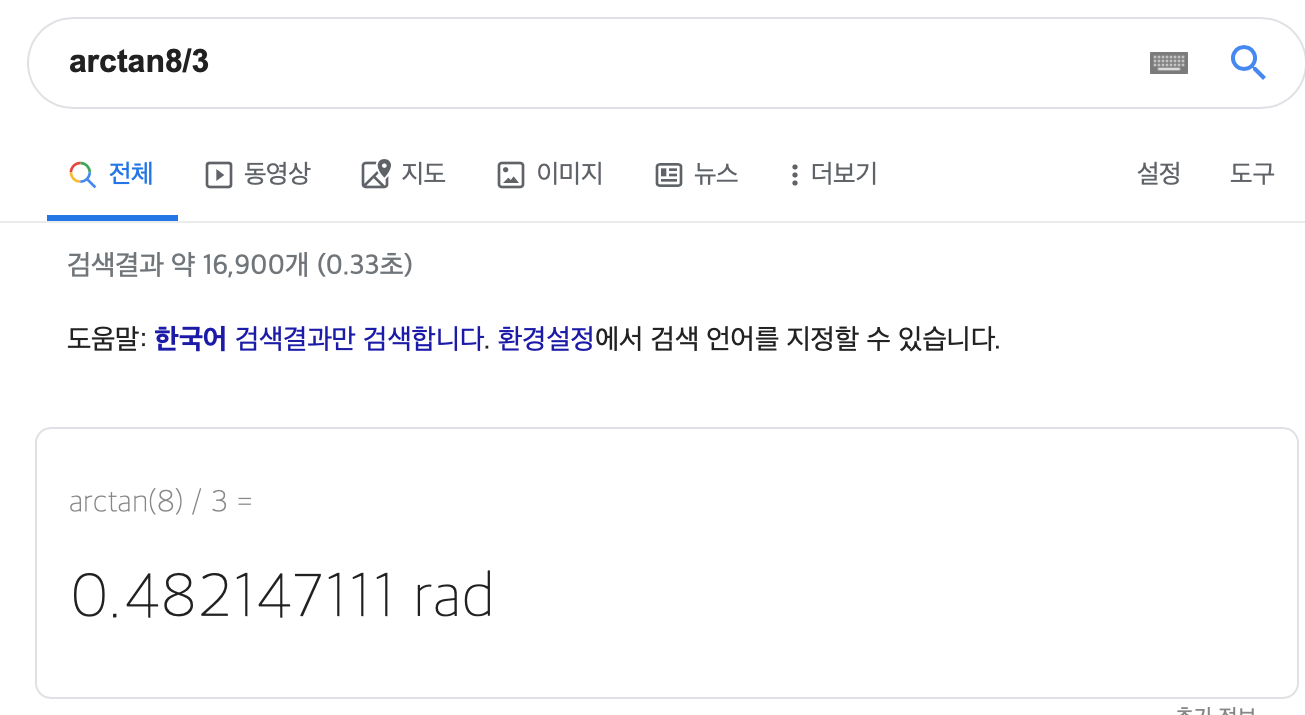 arctan8/3
전체 동영상 지도 이미지 뉴스 더보기 설정 도구
검색결과 약 16,900개 (0.33초)
도움말: 한국어 검색결과만 검색합니다. 환경설정에서 검색 언어를 지정할 수 있습니다.
arctan(8) / 3 =
0.482147111 rad
추가 정보